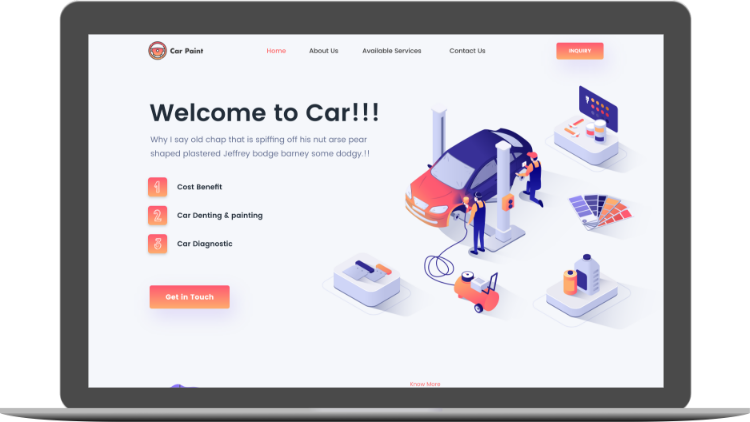 Car Paint
Home
About Us
Available Services
Contact Us
INQUIRY
Welcome to Car!!!
Why I say old chap that is spiffing off his nut arse pear
shaped plastered Jeffrey bodge barney some dodgy.!!
1 Cost Benefit
2 Car Denting & painting
3 Car Diagnostic
Get in Touch
Know More